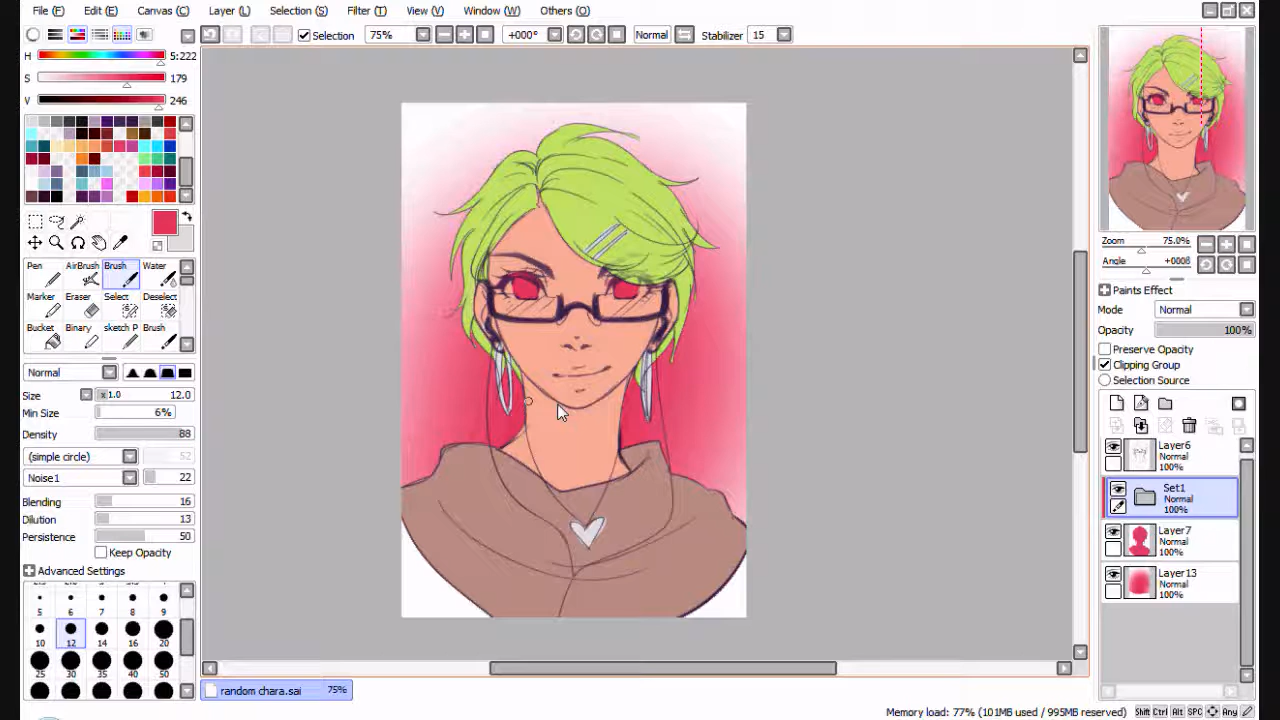 File (F) Edit (E) Canvas (C) Layer (L) Selection (S) Filter (T) View (V) Window (W) Others (O)
Selection 75% +000° Normal Stabilizer 15
H 5:222
S 179
V 246
Pen AirBrush Brush Water
Marker Eraser Select Deselect
Bucket Binary sketch P Brush
Normal
Size x1.0 12.0
Min Size 6%
Density 88
(simple circle) 52
Noise1 22
Blending 16
Dilution 13
Persistence 50
Keep Opacity
Advanced Settings
5 6 7 8 9
10 12 14 16 20
25 30 35 40 50
random chara.sai 75%
Zoom 75.0%
Angle +0008
Paints Effect
Mode Normal
Opacity 100%
Preserve Opacity
Clipping Group
Selection Source
Layer6
Normal
100%
Set1
Normal
100%
Layer7
Normal
100%
Layer13
Normal
100%
Memory load: 77% (101MB used / 995MB reserved) Shift Ctrl Alt SPC Any